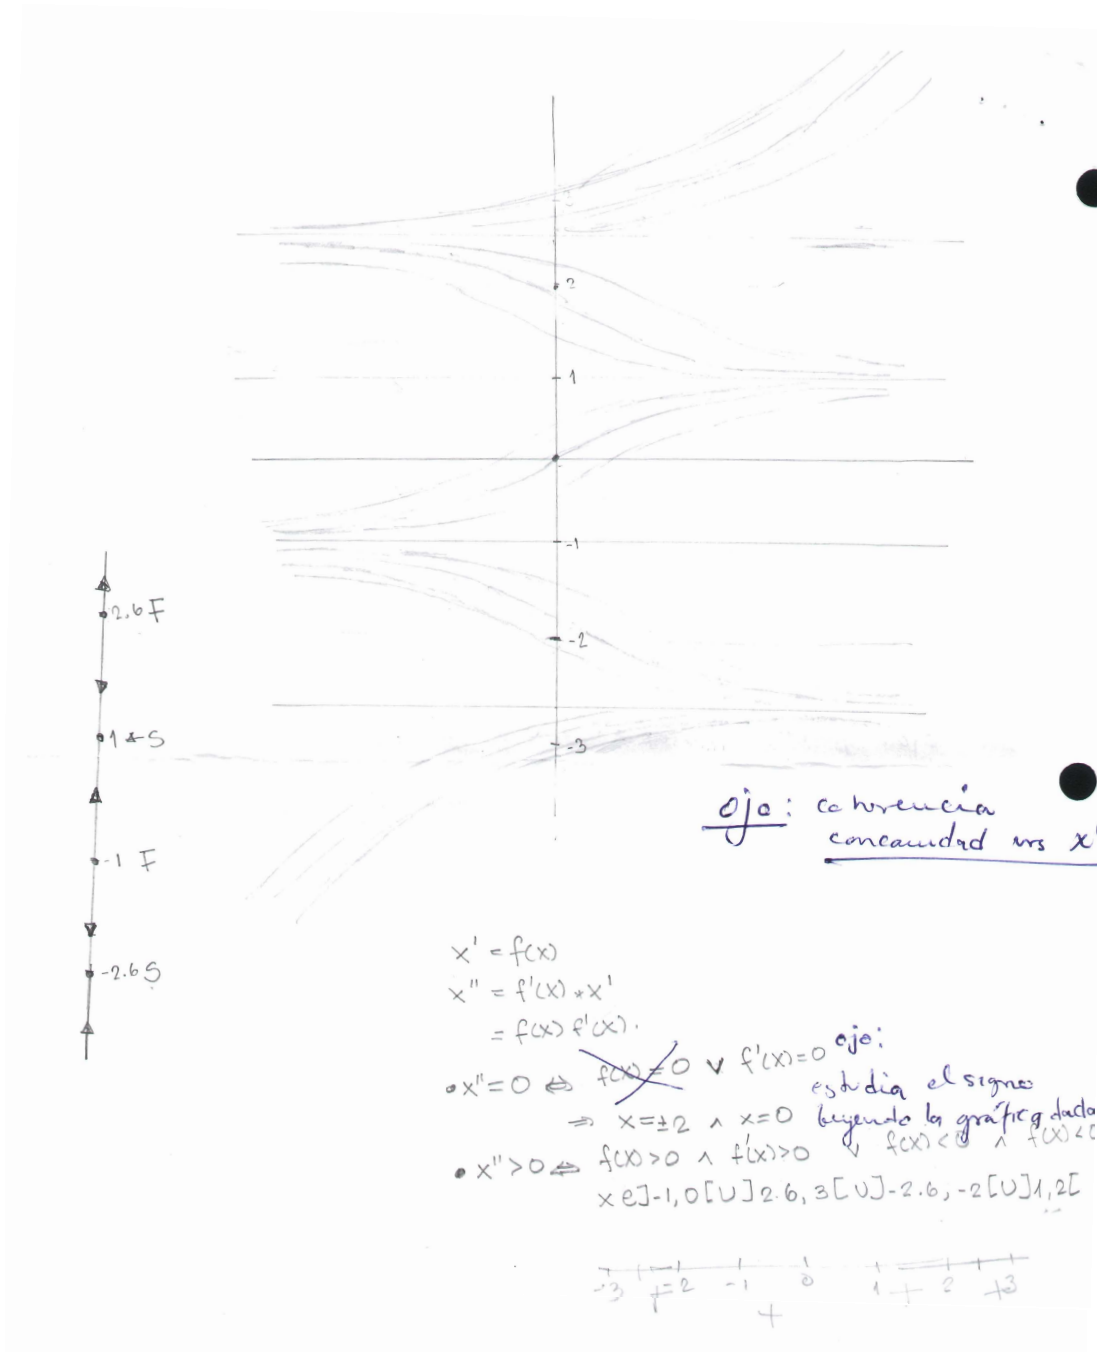 3
2
1
-1
-2
-3
2.6 F
1 S
-1 F
-2.6 S
ojo: coherencia
concavidad vs x'
x' = f(x)
x'' = f'(x) * x'
= f(x) f'(x).
• x''=0 ⇔ f(x)=0 ∨ f'(x)=0
ojo:
estudia el signo
leyendo la gráfica dada
⇒ x=±2 ∧ x=0
• x''>0 ⇔ f(x)>0 ∧ f'(x)>0 ∨ f(x)<0 ∧ f'(x)<0
x e]-1,0[U]2.6,3[U]-2.6,-2[U]1,2[
-3 -2 -1 0 1 2 3
+ + + +